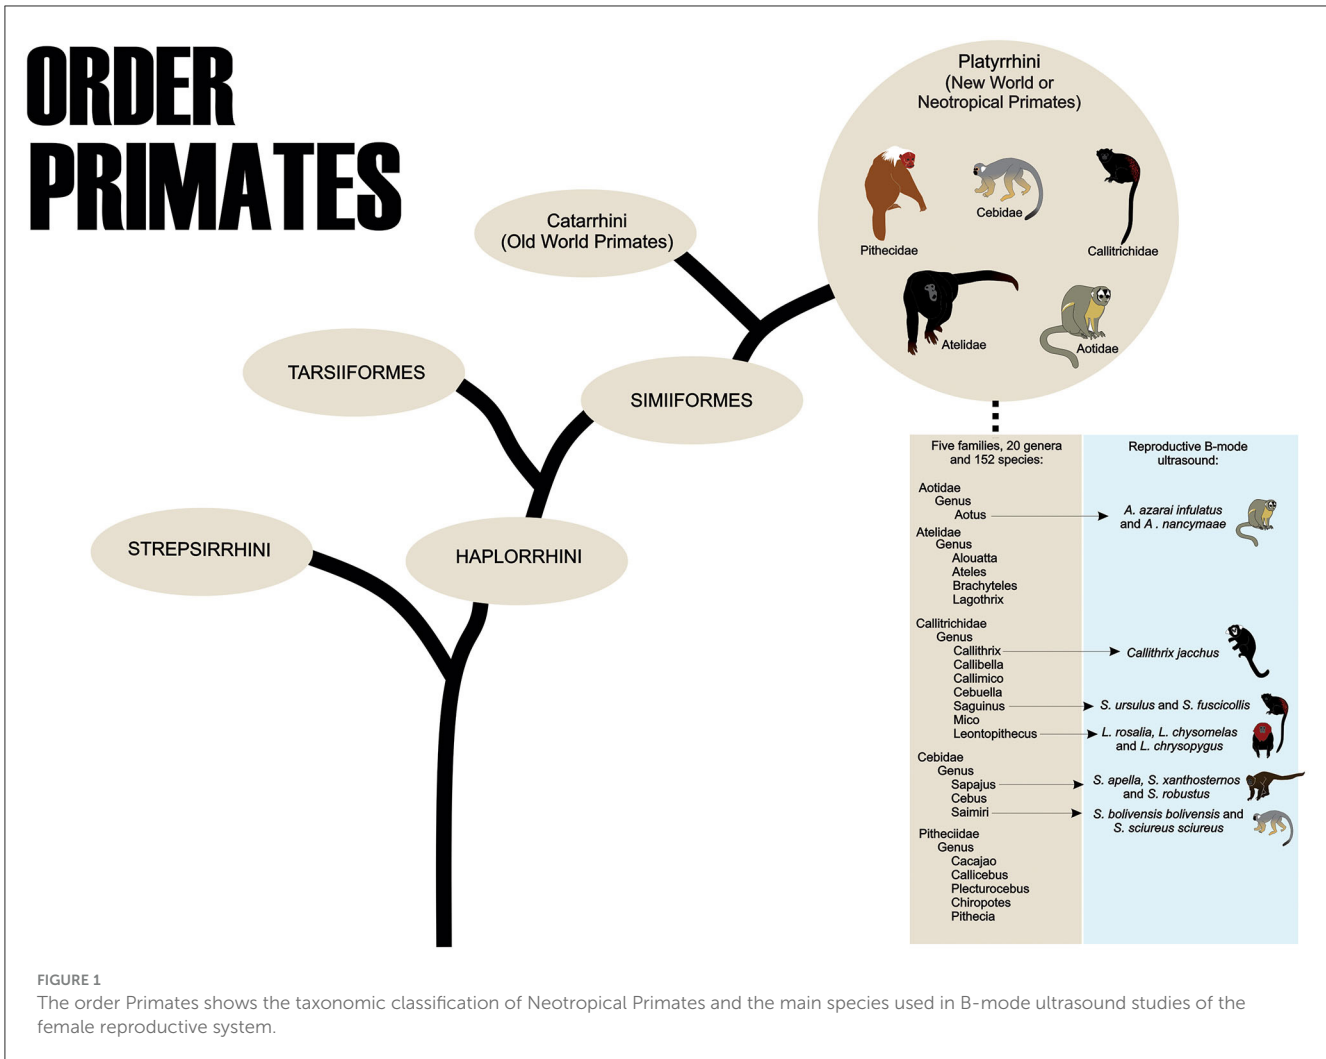 ORDER
PRIMATES
Platyrrhini
(New World or
Neotropical Primates)
Pithecidae
Cebidae
Callitrichidae
Atelidae
Aotidae
Catarrhini
(Old World Primates)
TARSIIFORMES
SIMIIFORMES
STREPSIRRHINI
HAPLORRHINI
Five families, 20 genera
and 152 species:
Aotidae
Genus
Aotus
Atelidae
Genus
Alouatta
Ateles
Brachyteles
Lagothrix
Callitrichidae
Genus
Callithrix
Callibella
Callimico
Cebuella
Saguinus
Mico
Leontopithecus
Cebidae
Genus
Sapajus
Cebus
Saimiri
Pitheciidae
Genus
Cacajao
Callicebus
Plecturocebus
Chiropotes
Pithecia
Reproductive B-mode
ultrasound:
A. azarai infulatus
and A . nancymaae
Callithrix jacchus
S. ursulus and S. fuscicollis
L. rosalia, L. chysomelas
and L. chrysopygus
S. apella, S. xanthosternos
and S. robustus
S. bolivensis bolivensis and
S. sciureus sciureus
FIGURE 1
The order Primates shows the taxonomic classification of Neotropical Primates and the main species used in B-mode ultrasound studies of the
female reproductive system.